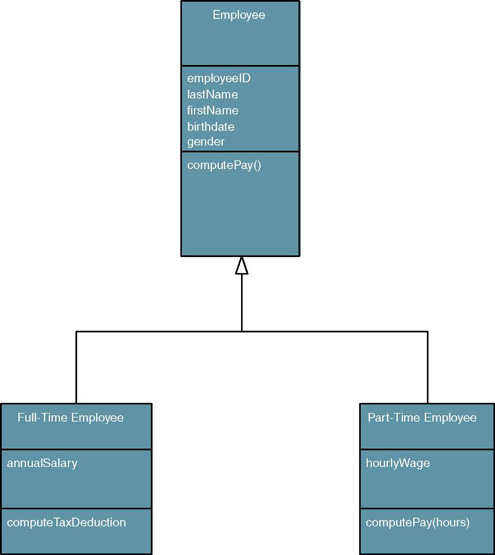 Employee
employeeID
lastName
firstName
birthdate
gender
computePay()
Full-Time Employee
annualSalary
computeTaxDeduction
Part-Time Employee
hourlyWage
computePay(hours)